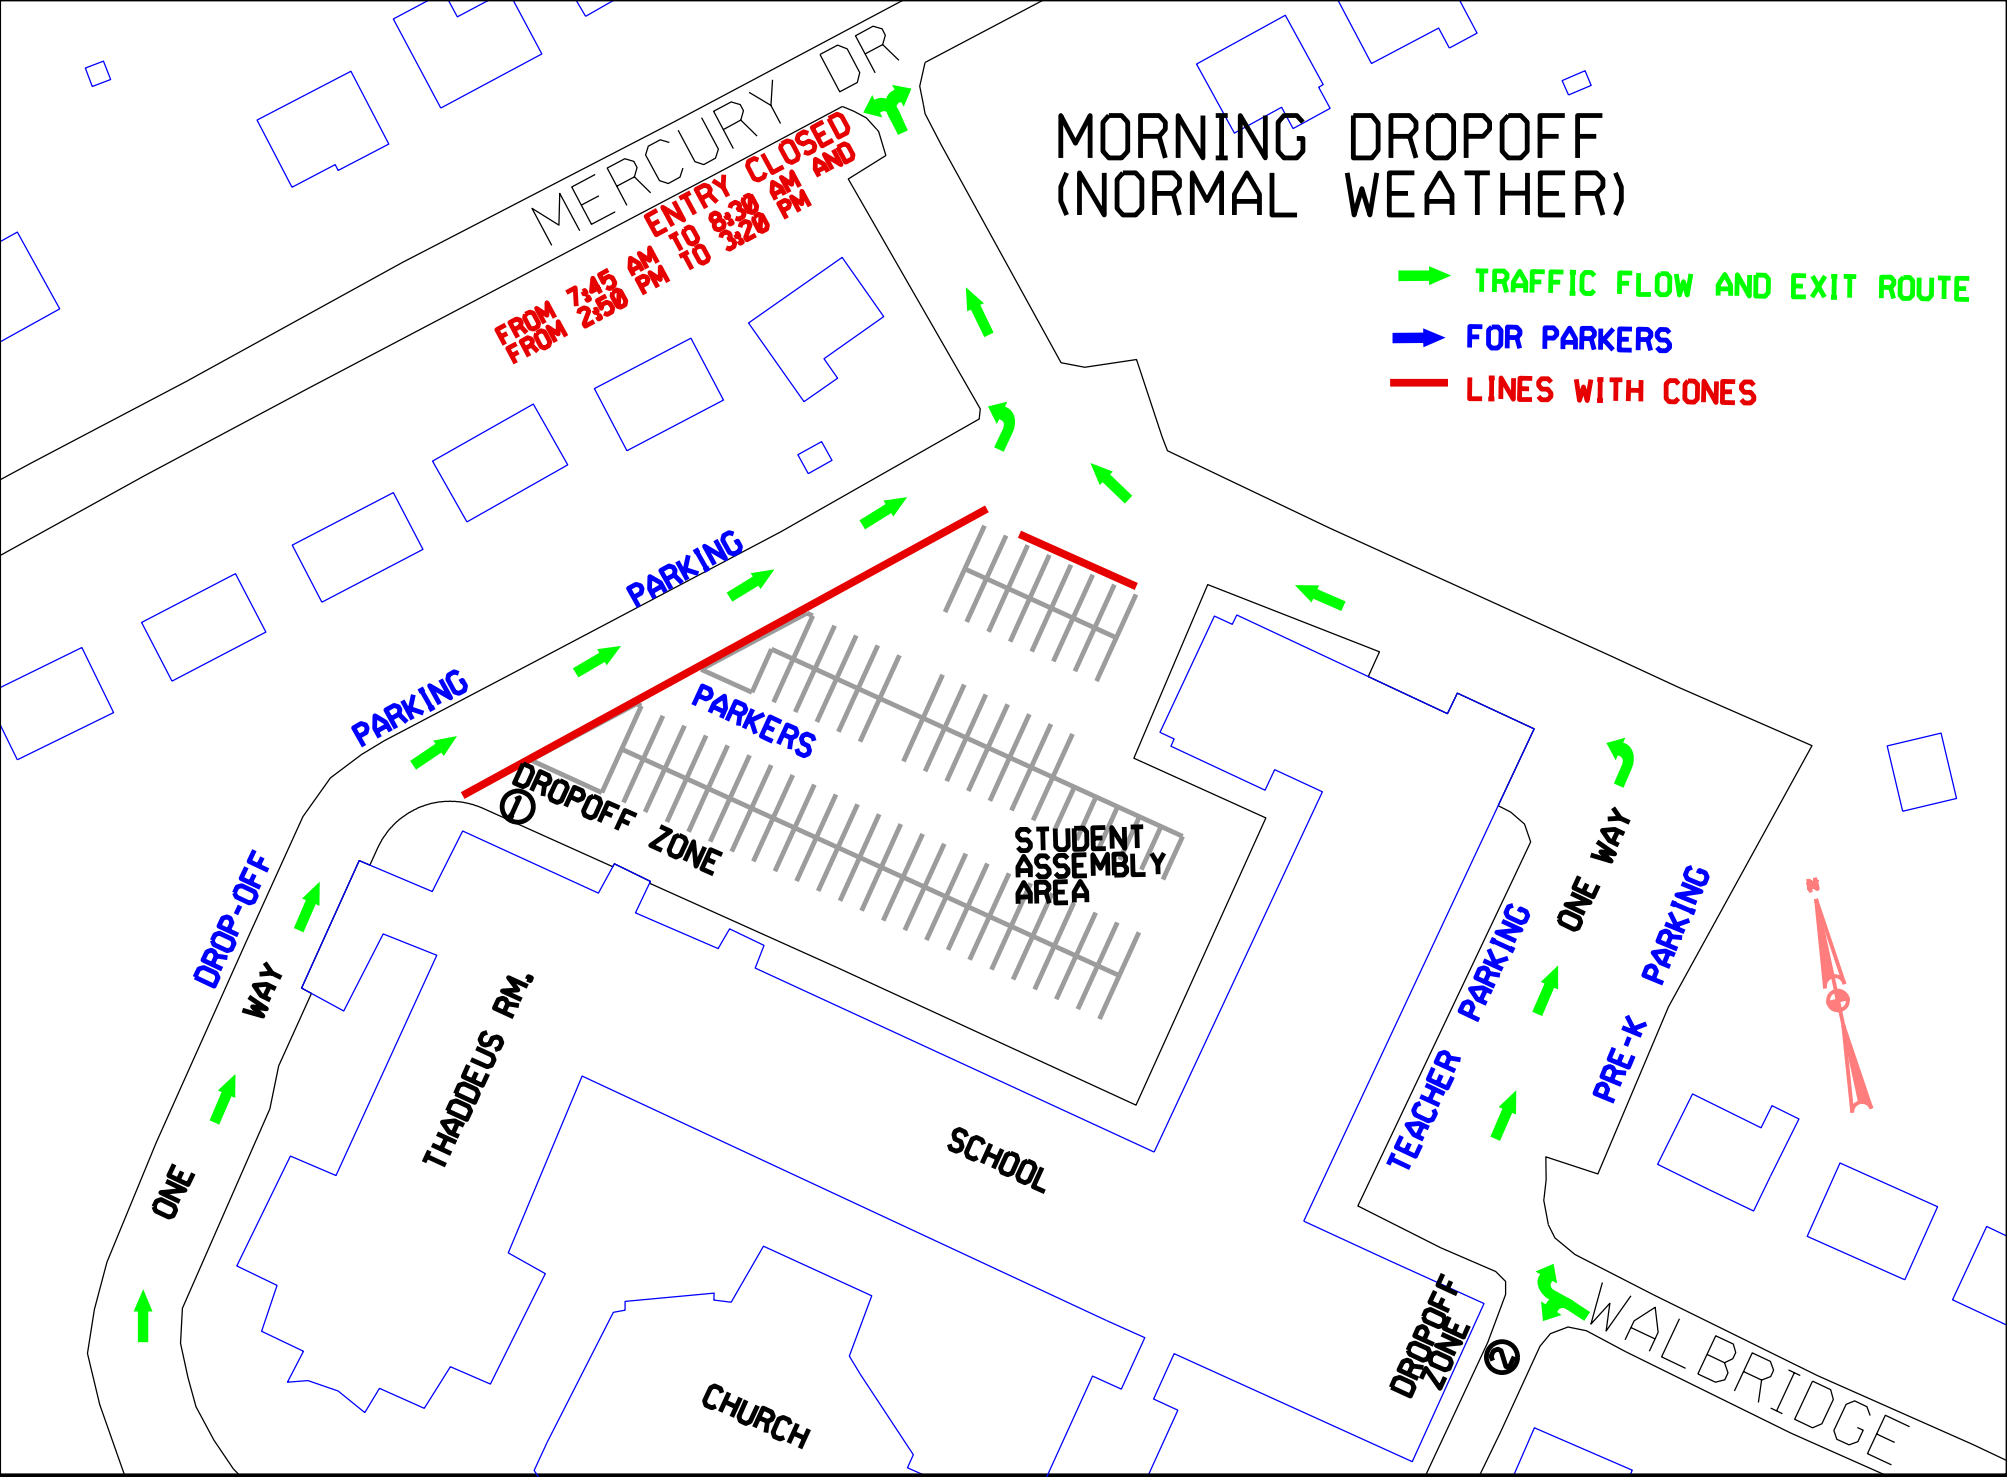 MERCURY DR
MORNING DROPOFF
(NORMAL WEATHER)
ENTRY CLOSED
FROM 7:45 AM TO 8:30 AM AND
FROM 2:50 PM TO 3:20 PM
TRAFFIC FLOW AND EXIT ROUTE
FOR PARKERS
LINES WITH CONES
PARKING
PARKING
PARKERS
DROPOFF ZONE
1
STUDENT
ASSEMBLY
AREA
DROP-OFF
ONE WAY
THADDEUS RM.
SCHOOL
CHURCH
ONE WAY
TEACHER PARKING
PRE-K PARKING
N
DROPOFF
ZONE
2
WALBRIDGE